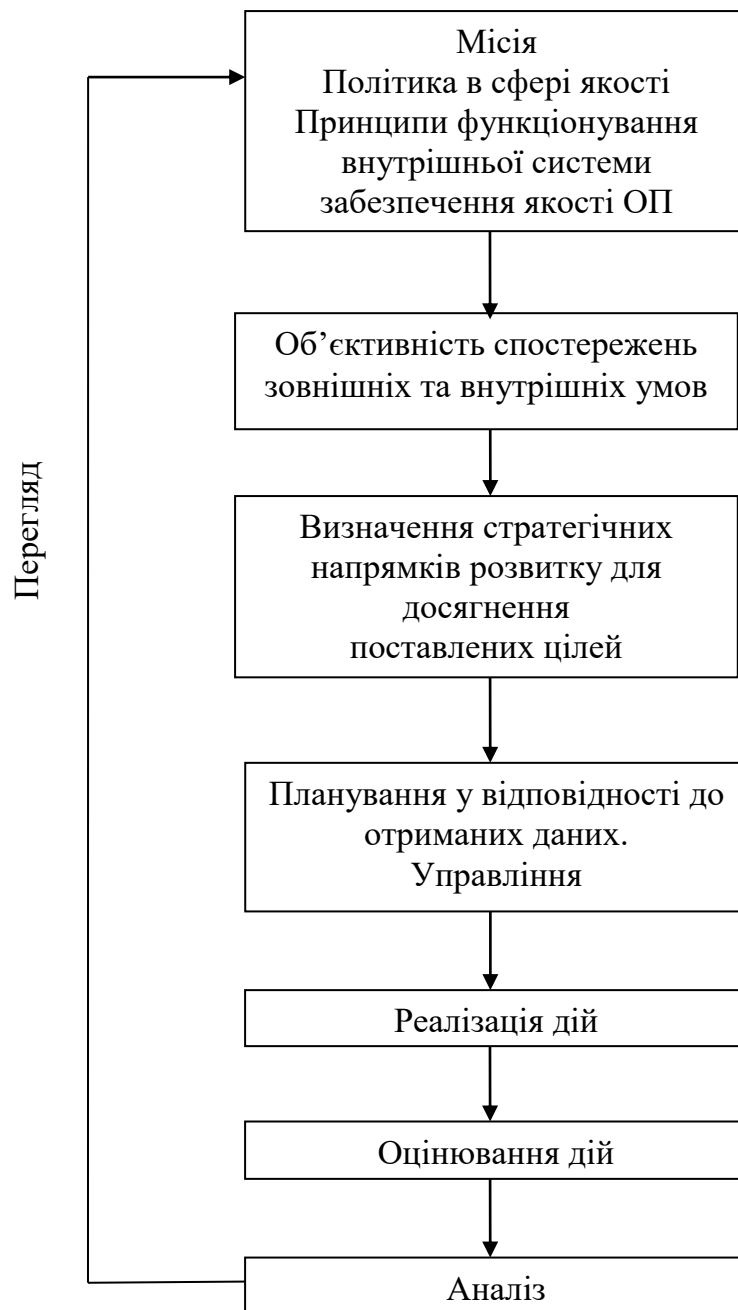 Місія
Політика в сфері якості
Принципи функціонування
внутрішньої системи
забезпечення якості ОП
Об’єктивність спостережень
зовнішніх та внутрішніх умов
Перегляд
Визначення стратегічних
напрямків розвитку для
досягнення
поставлених цілей
Планування у відповідності до
отриманих даних.
Управління
Реалізація дій
Оцінювання дій
Аналіз